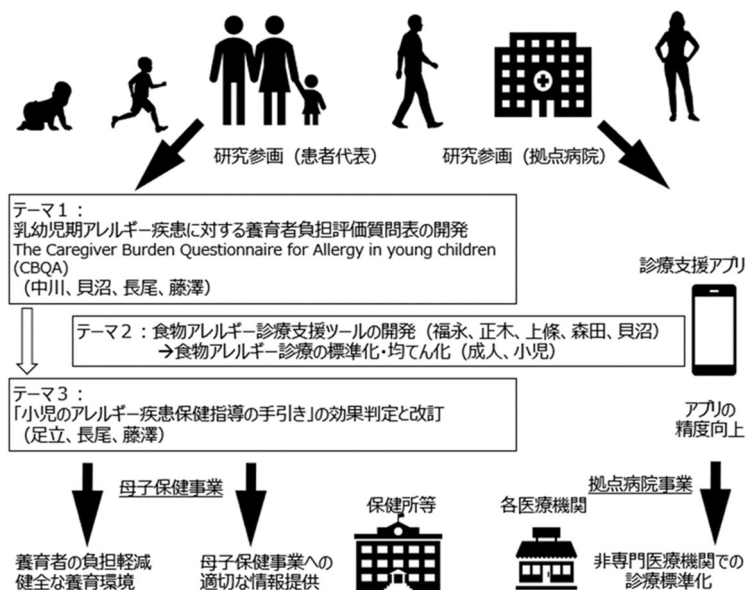 研究参画（患者代表）
研究参画（拠点病院）
テーマ１：
乳幼児期アレルギー疾患に対する養育者負担評価質問表の開発
The Caregiver Burden Questionnaire for Allergy in young children
(CBQA)
（中川、貝沼、長尾、藤澤）
診療支援アプリ
テーマ２：食物アレルギー診療支援ツールの開発（福永、正木、上條、森田、貝沼）
→食物アレルギー診療の標準化・均てん化（成人、小児）
テーマ３：
「小児のアレルギー疾患保健指導の手引き」の効果判定と改訂
（足立、長尾、藤澤）
アプリの
精度向上
母子保健事業
保健所等
各医療機関
拠点病院事業
養育者の負担軽減
健全な養育環境
母子保健事業への
適切な情報提供
非専門医療機関での
診療標準化